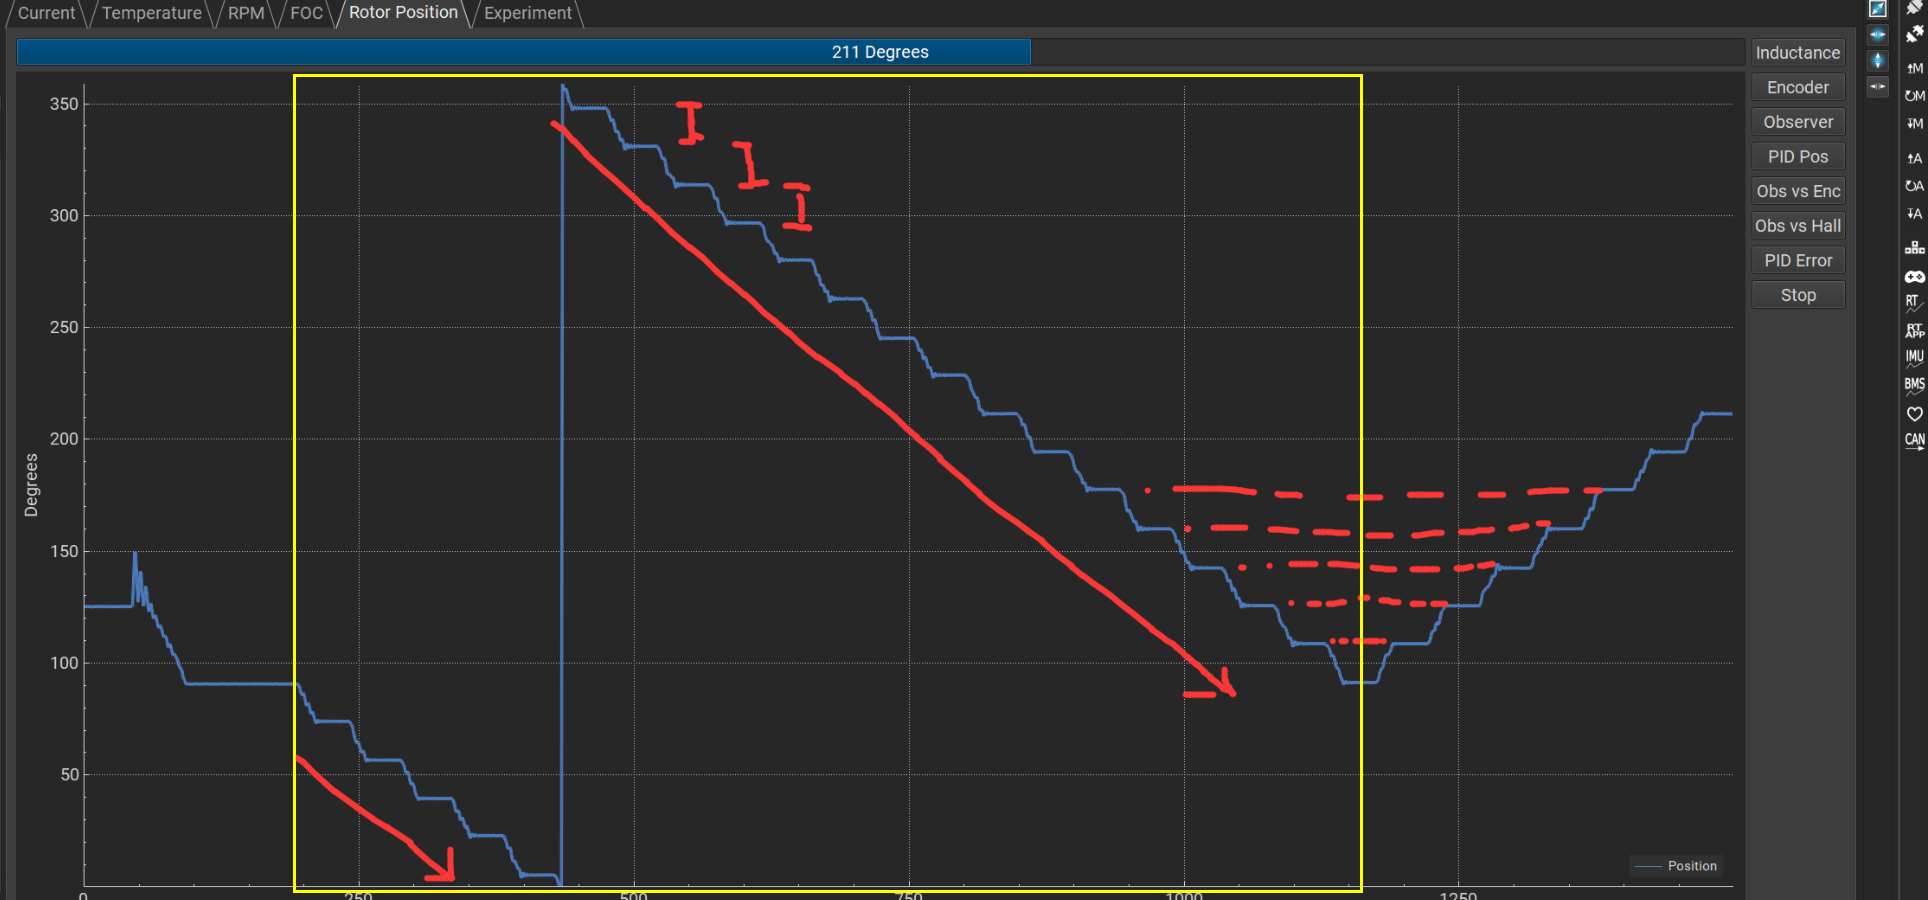 Current Temperature RPM FOC Rotor Position Experiment
211 Degrees
Inductance
Encoder
Observer
PID Pos
Obs vs Enc
Obs vs Hall
PID Error
Stop
350
300
250
200
150
100
50
Degrees
Position
0 250 500 750 1000 1250
M
M
M
A
A
A
RT
RT
APP
IMU
BMS
CAN